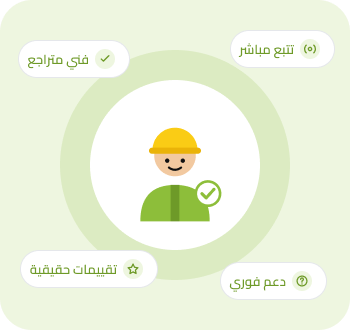 تتبع مباشر
فني متراجع
تقييمات حقيقية
دعم فوري